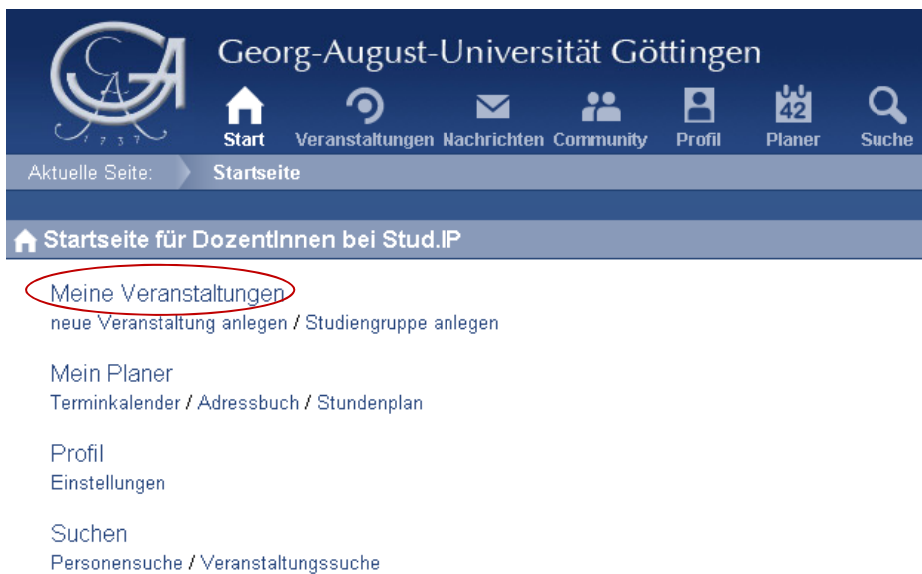 Georg-August-Universität Göttingen
GA
1737
42
Start Veranstaltungen Nachrichten Community Profil Planer Suche
Aktuelle Seite: Startseite
Startseite für DozentInnen bei Stud.IP
Meine Veranstaltungen
neue Veranstaltung anlegen / Studiengruppe anlegen
Mein Planer
Terminkalender / Adressbuch / Stundenplan
Profil
Einstellungen
Suchen
Personensuche / Veranstaltungssuche